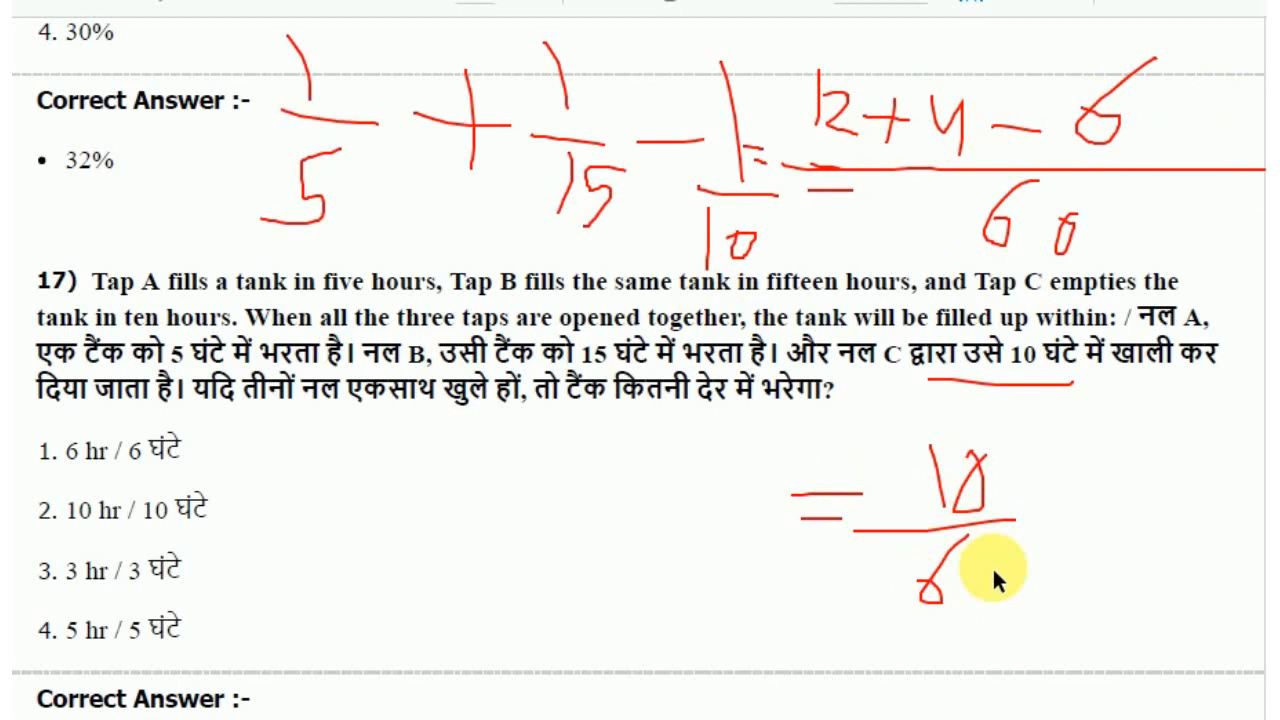 4. 30%
Correct Answer :-
• 32%
1/5 + 1/15 - 1/10 = 12+4-6/60
17) Tap A fills a tank in five hours, Tap B fills the same tank in fifteen hours, and Tap C empties the
tank in ten hours. When all the three taps are opened together, the tank will be filled up within: / नल A,
एक टैंक को 5 घंटे में भरता है। नल B, उसी टैंक को 15 घंटे में भरता है। और नल C द्वारा उसे 10 घंटे में खाली कर
दिया जाता है। यदि तीनों नल एकसाथ खुले हों, तो टैंक कितनी देर में भरेगा?
1. 6 hr / 6 घंटे
2. 10 hr / 10 घंटे
3. 3 hr / 3 घंटे
4. 5 hr / 5 घंटे
= 10/6
Correct Answer :-